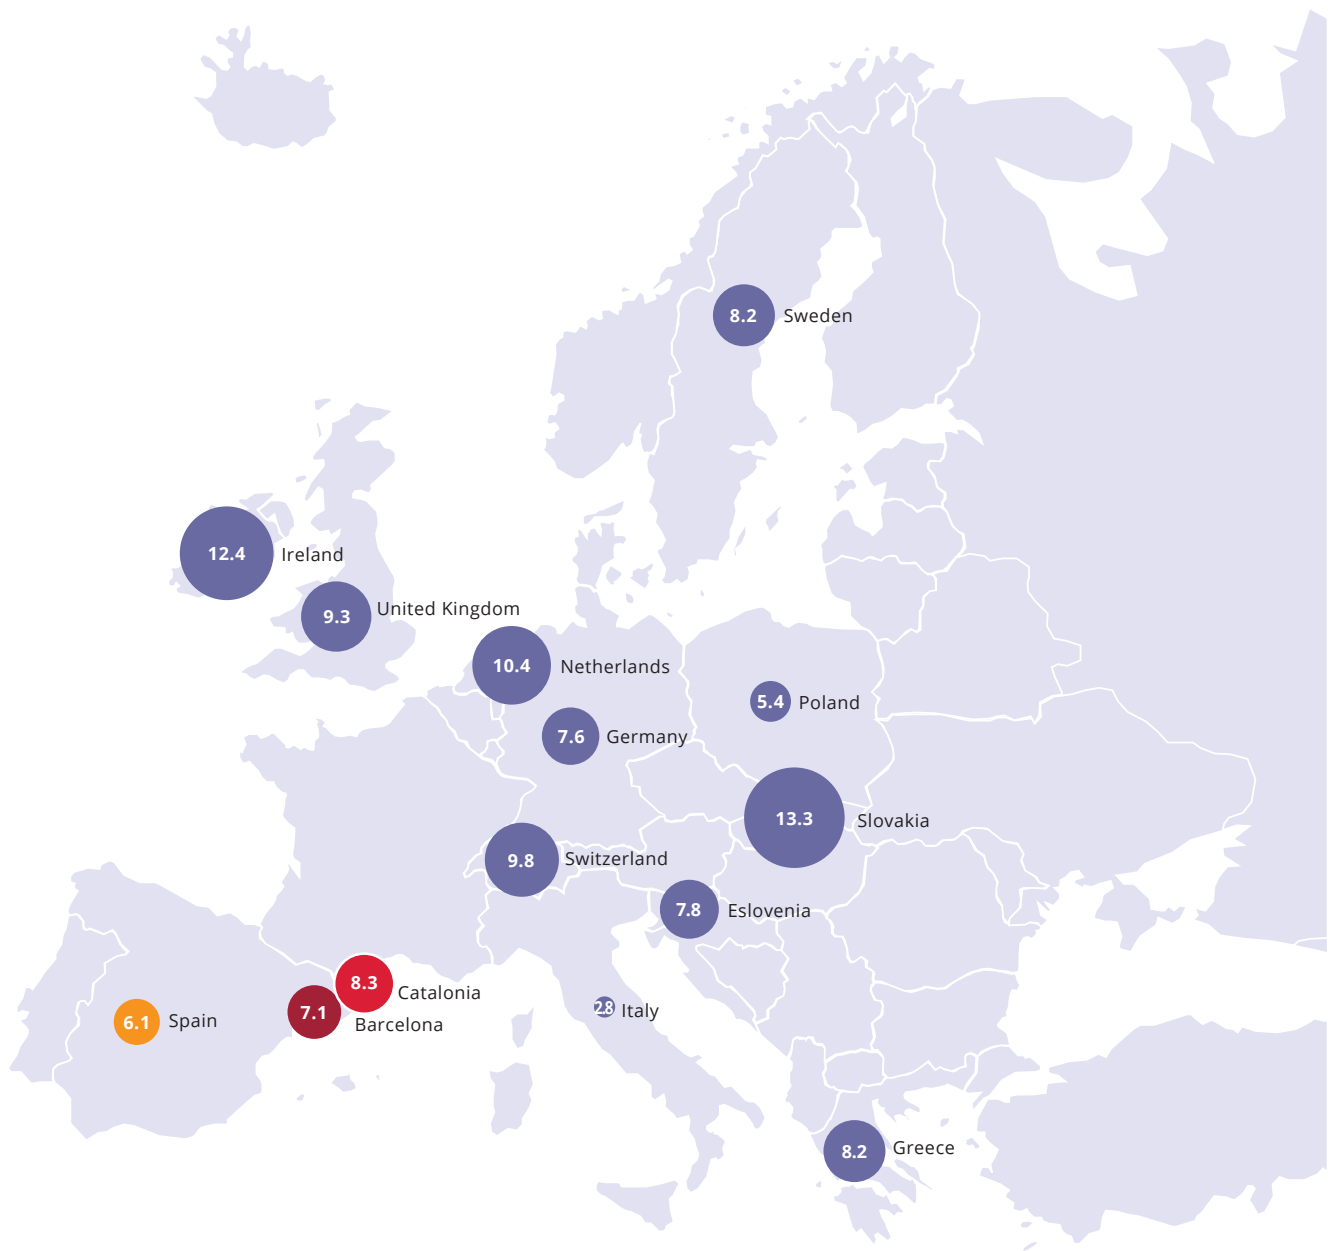 8.2 Sweden
12.4 Ireland
9.3 United Kingdom
10.4 Netherlands
5.4 Poland
7.6 Germany
13.3 Slovakia
9.8 Switzerland
7.8 Eslovenia
8.3 Catalonia
7.1 Barcelona
6.1 Spain
2.8 Italy
8.2 Greece